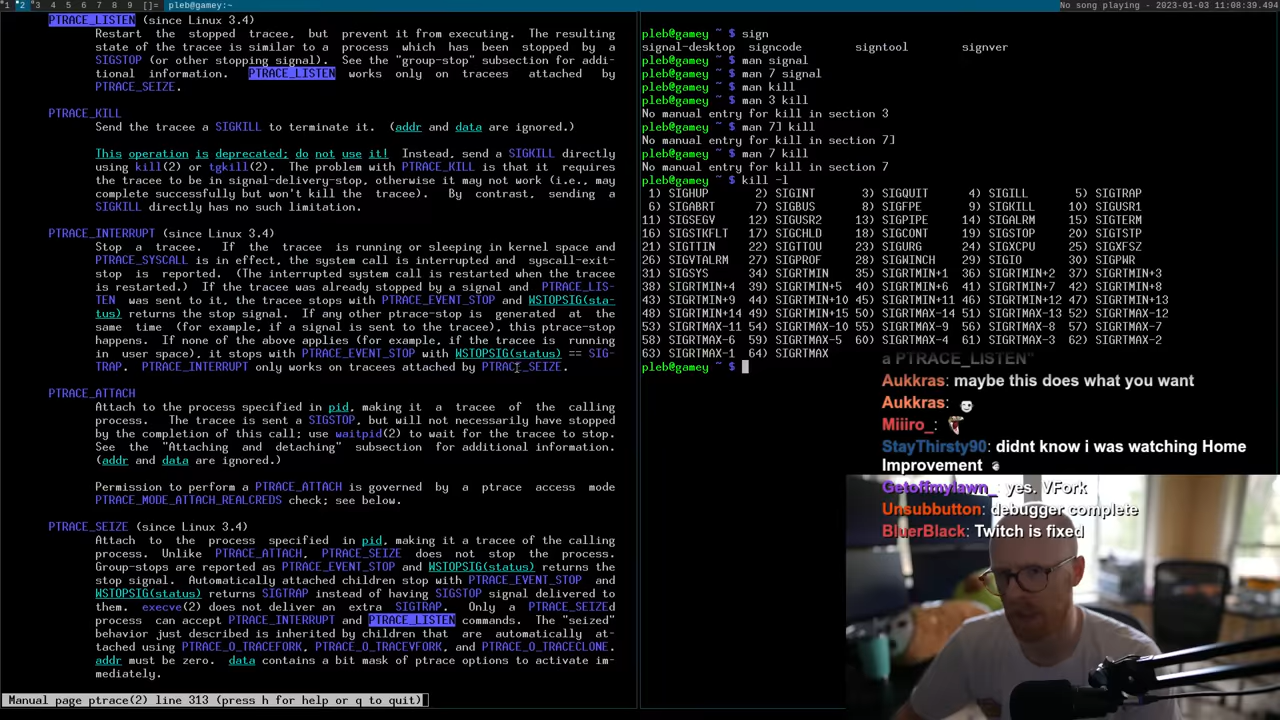 1 2 3 4 5 6 7 8 9 []= pleb@gamey:~
No song playing - 2023-01-03 11:08:39.494
PTRACE_LISTEN (since Linux 3.4)
Restart the stopped tracee, but prevent it from executing. The resulting
state of the tracee is similar to a process which has been stopped by a
SIGSTOP (or other stopping signal). See the "group-stop" subsection for addi-
tional information. PTRACE_LISTEN works only on tracees attached by
PTRACE_SEIZE.
PTRACE_KILL
Send the tracee a SIGKILL to terminate it. (addr and data are ignored.)
This operation is deprecated; do not use it! Instead, send a SIGKILL directly
using kill(2) or tgkill(2). The problem with PTRACE_KILL is that it requires
the tracee to be in signal-delivery-stop, otherwise it may not work (i.e., may
complete successfully but won't kill the tracee). By contrast, sending a
SIGKILL directly has no such limitation.
PTRACE_INTERRUPT (since Linux 3.4)
Stop a tracee. If the tracee is running or sleeping in kernel space and
PTRACE_SYSCALL is in effect, the system call is interrupted and syscall-exit-
stop is reported. (The interrupted system call is restarted when the tracee
is restarted.) If the tracee was already stopped by a signal and PTRACE_LIS-
TEN was sent to it, the tracee stops with PTRACE_EVENT_STOP and WSTOPSIG(sta-
tus) returns the stop signal. If any other ptrace-stop is generated at the
same time (for example, if a signal is sent to the tracee), this ptrace-stop
happens. If none of the above applies (for example, if the tracee is running
in user space), it stops with PTRACE_EVENT_STOP with WSTOPSIG(status) == SIG-
TRAP. PTRACE_INTERRUPT only works on tracees attached by PTRACE_SEIZE.
PTRACE_ATTACH
Attach to the process specified in pid, making it a tracee of the calling
process. The tracee is sent a SIGSTOP, but will not necessarily have stopped
by the completion of this call; use waitpid(2) to wait for the tracee to stop.
See the "Attaching and detaching" subsection for additional information.
(addr and data are ignored.)
Permission to perform a PTRACE_ATTACH is governed by a ptrace access mode
PTRACE_MODE_ATTACH_REALCREDS check; see below.
PTRACE_SEIZE (since Linux 3.4)
Attach to the process specified in pid, making it a tracee of the calling
process. Unlike PTRACE_ATTACH, PTRACE_SEIZE does not stop the process.
Group-stops are reported as PTRACE_EVENT_STOP and WSTOPSIG(status) returns the
stop signal. Automatically attached children stop with PTRACE_EVENT_STOP and
WSTOPSIG(status) returns SIGTRAP instead of having SIGSTOP signal delivered to
them. execve(2) does not deliver an extra SIGTRAP. Only a PTRACE_SEIZEd
process can accept PTRACE_INTERRUPT and PTRACE_LISTEN commands. The "seized"
behavior just described is inherited by children that are automatically at-
tached using PTRACE_O_TRACEFORK, PTRACE_O_TRACEVFORK, and PTRACE_O_TRACECLONE.
addr must be zero. data contains a bit mask of ptrace options to activate im-
mediately.
Manual page ptrace(2) line 313 (press h for help or q to quit)
pleb@gamey ~ $ sign
signal-desktop signcode signtool signver
pleb@gamey ~ $ man signal
pleb@gamey ~ $ man 7 signal
pleb@gamey ~ $ man kill
pleb@gamey ~ $ man 3 kill
No manual entry for kill in section 3
pleb@gamey ~ $ man 7] kill
No manual entry for kill in section 7]
pleb@gamey ~ $ man 7 kill
No manual entry for kill in section 7
pleb@gamey ~ $ kill -l
1) SIGHUP 2) SIGINT 3) SIGQUIT 4) SIGILL 5) SIGTRAP
6) SIGABRT 7) SIGBUS 8) SIGFPE 9) SIGKILL 10) SIGUSR1
11) SIGSEGV 12) SIGUSR2 13) SIGPIPE 14) SIGALRM 15) SIGTERM
16) SIGSTKFLT 17) SIGCHLD 18) SIGCONT 19) SIGSTOP 20) SIGTSTP
21) SIGTTIN 22) SIGTTOU 23) SIGURG 24) SIGXCPU 25) SIGXFSZ
26) SIGVTALRM 27) SIGPROF 28) SIGWINCH 29) SIGIO 30) SIGPWR
31) SIGSYS 34) SIGRTMIN 35) SIGRTMIN+1 36) SIGRTMIN+2 37) SIGRTMIN+3
38) SIGRTMIN+4 39) SIGRTMIN+5 40) SIGRTMIN+6 41) SIGRTMIN+7 42) SIGRTMIN+8
43) SIGRTMIN+9 44) SIGRTMIN+10 45) SIGRTMIN+11 46) SIGRTMIN+12 47) SIGRTMIN+13
48) SIGRTMIN+14 49) SIGRTMIN+15 50) SIGRTMAX-14 51) SIGRTMAX-13 52) SIGRTMAX-12
53) SIGRTMAX-11 54) SIGRTMAX-10 55) SIGRTMAX-9 56) SIGRTMAX-8 57) SIGRTMAX-7
58) SIGRTMAX-6 59) SIGRTMAX-5 60) SIGRTMAX-4 61) SIGRTMAX-3 62) SIGRTMAX-2
63) SIGRTMAX-1 64) SIGRTMAX
pleb@gamey ~ $
a PTRACE_LISTEN"
Aukkras: maybe this does what you want
Aukkras:
Miiiro_:
StayThirsty90: didnt know i was watching Home
Improvement
Getoffmylawn_: yes. VFork
Unsubbutton: debugger complete
BluerBlack: Twitch is fixed